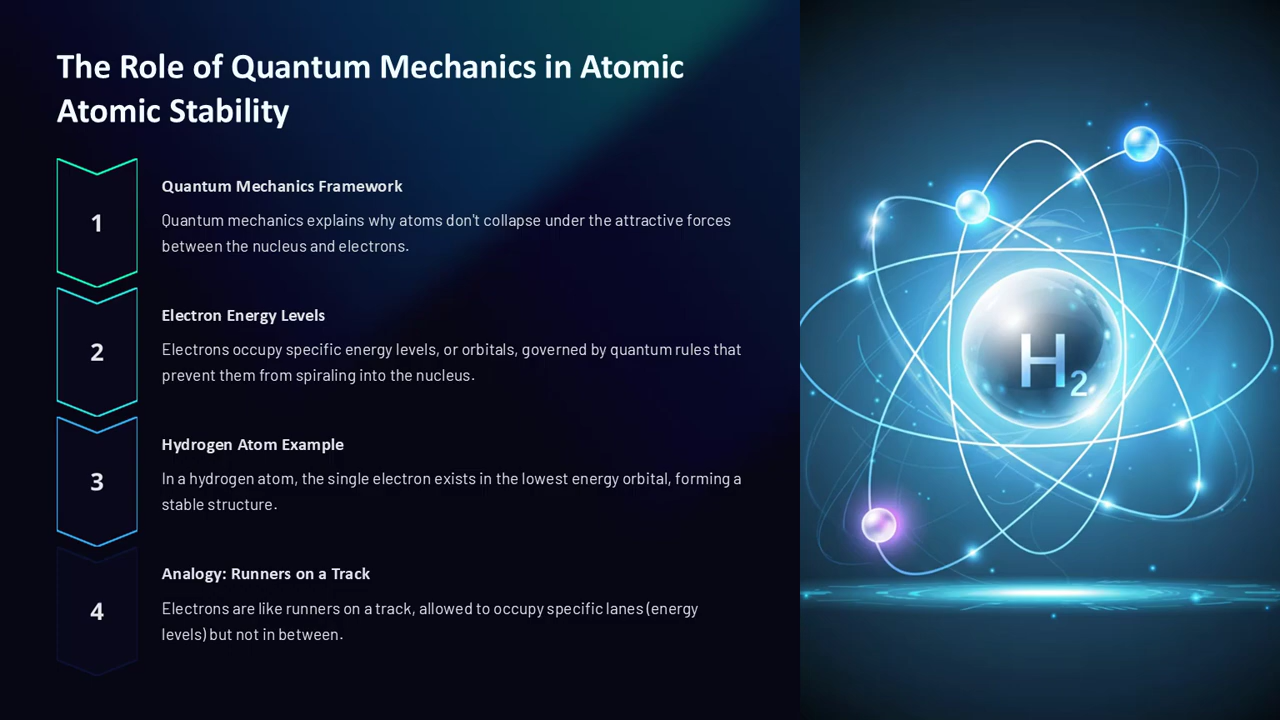 The Role of Quantum Mechanics in Atomic
Atomic Stability
1
Quantum Mechanics Framework
Quantum mechanics explains why atoms don't collapse under the attractive forces
between the nucleus and electrons.
2
Electron Energy Levels
Electrons occupy specific energy levels, or orbitals, governed by quantum rules that
prevent them from spiraling into the nucleus.
3
Hydrogen Atom Example
In a hydrogen atom, the single electron exists in the lowest energy orbital, forming a
stable structure.
4
Analogy: Runners on a Track
Electrons are like runners on a track, allowed to occupy specific lanes (energy
levels) but not in between.
H2